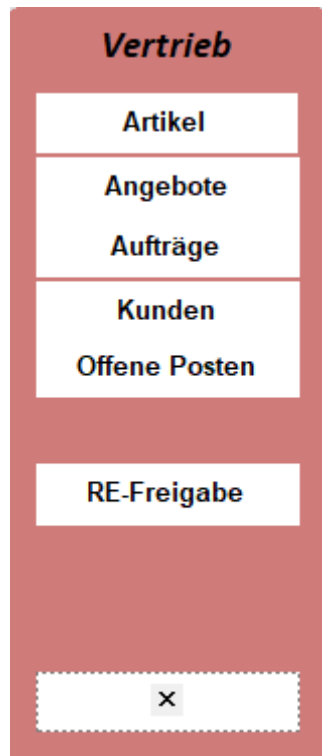 Vertrieb
Artikel
Angebote
Aufträge
Kunden
Offene Posten
RE-Freigabe
×